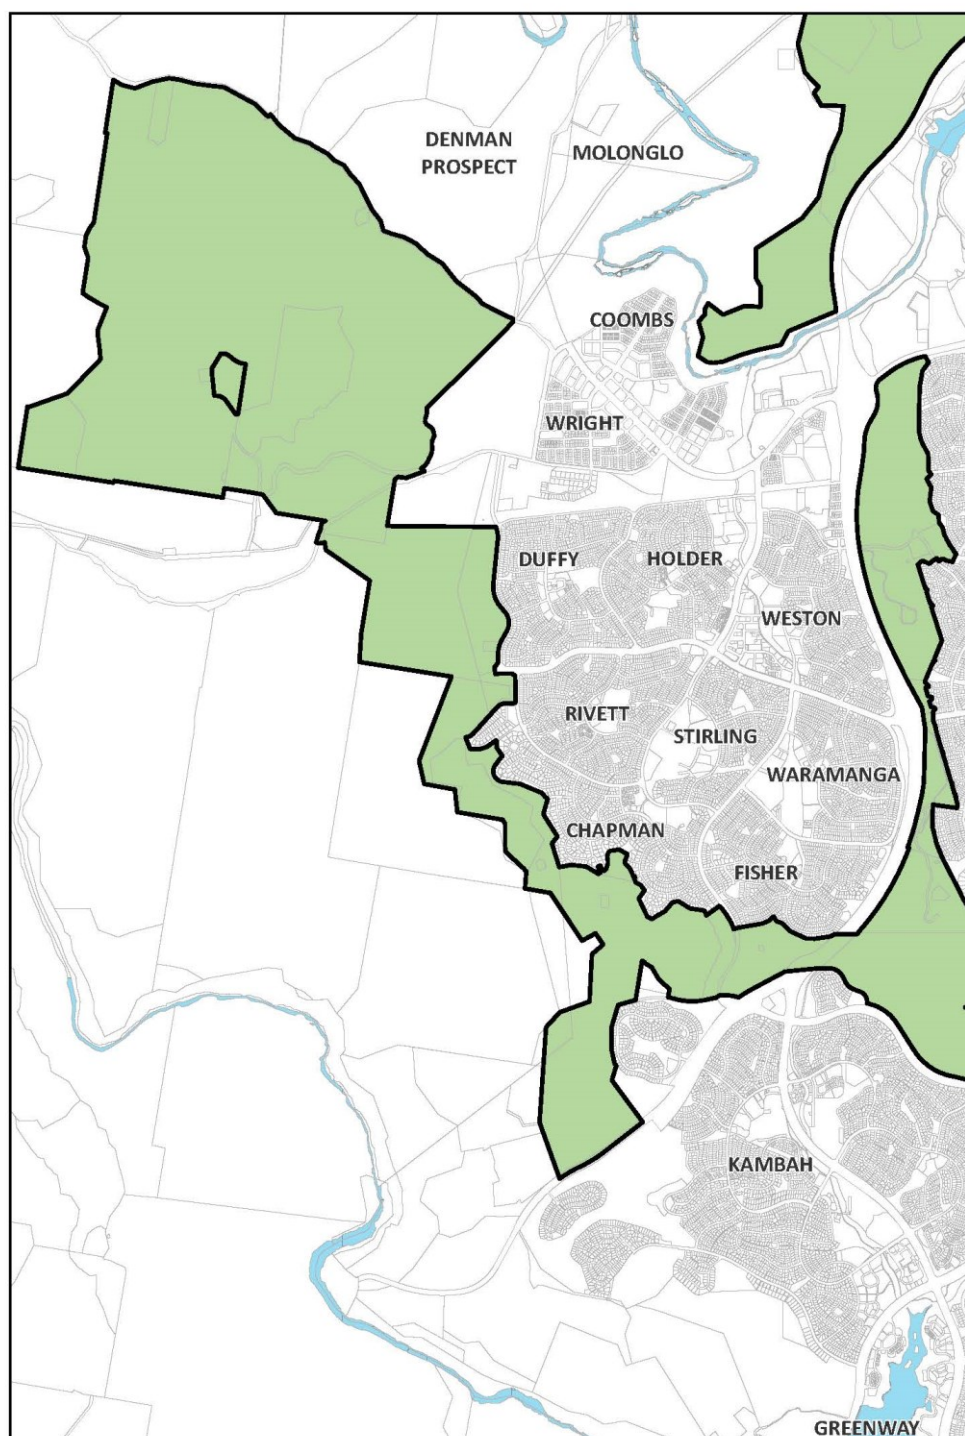 DENMAN
PROSPECT
MOLONGLO
COOMBS
WRIGHT
DUFFY
HOLDER
WESTON
RIVETT
STIRLING
WARAMANGA
CHAPMAN
FISHER
KAMBAH
GREENWAY